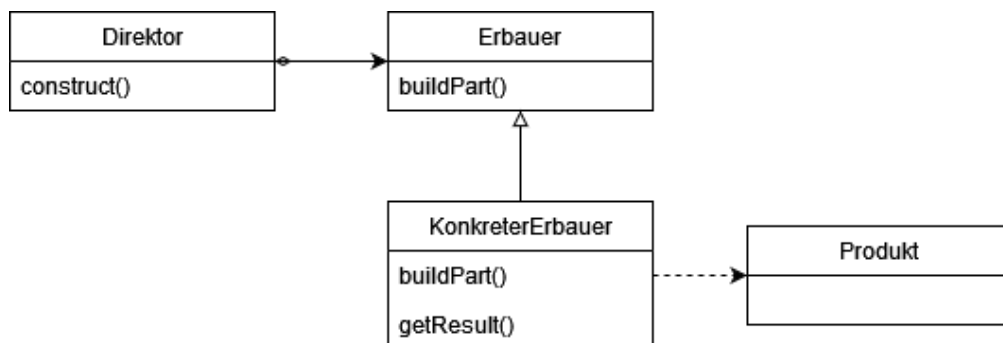 Direktor
construct()
Erbauer
buildPart()
KonkreterErbauer
buildPart()
getResult()
Produkt